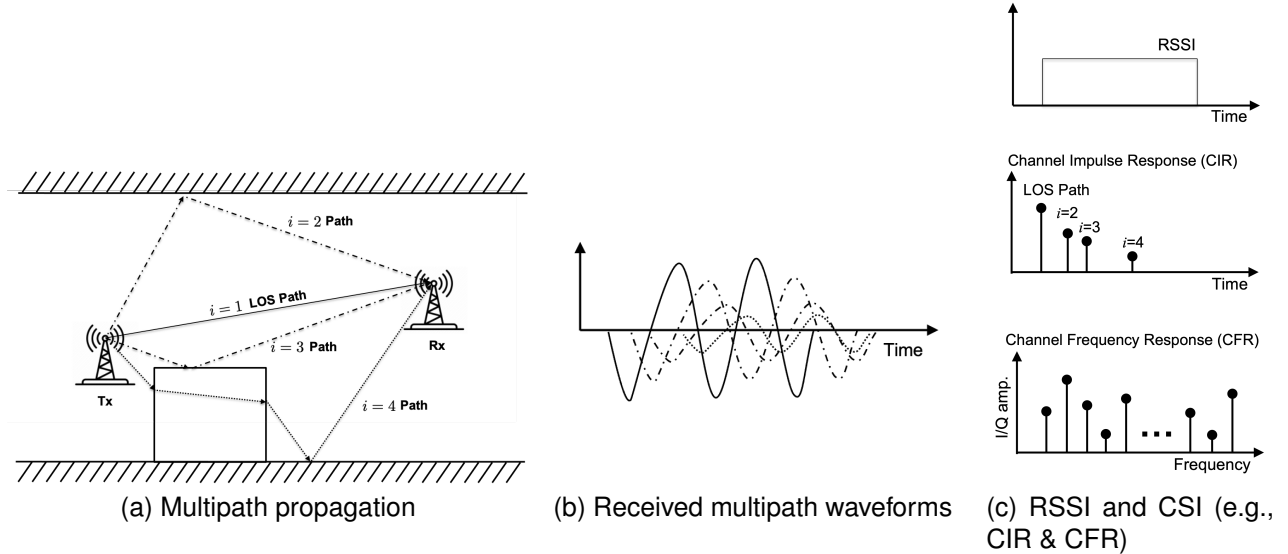 i = 2 Path
i = 1 LOS Path
i = 3 Path
i = 4 Path
Tx
Rx
(a) Multipath propagation
Time
(b) Received multipath waveforms
RSSI
Time
Channel Impulse Response (CIR)
LOS Path
i=2
i=3
i=4
Time
Channel Frequency Response (CFR)
I/Q amp.
Frequency
(c) RSSI and CSI (e.g.,
CIR & CFR)